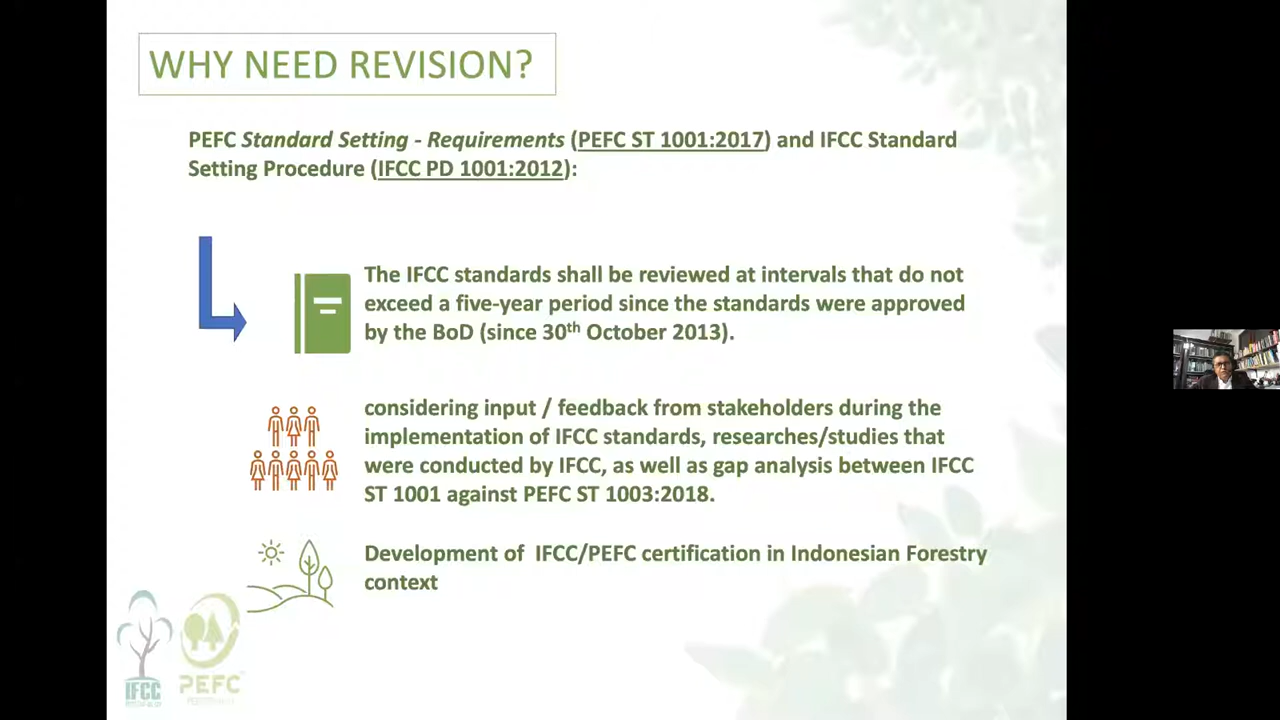 WHY NEED REVISION?
PEFC Standard Setting - Requirements (PEFC ST 1001:2017) and IFCC Standard
Setting Procedure (IFCC PD 1001:2012):
The IFCC standards shall be reviewed at intervals that do not
exceed a five-year period since the standards were approved
by the BoD (since 30th October 2013).
considering input / feedback from stakeholders during the
implementation of IFCC standards, researches/studies that
were conducted by IFCC, as well as gap analysis between IFCC
ST 1001 against PEFC ST 1003:2018.
Development of IFCC/PEFC certification in Indonesian Forestry
context
IFCC
PEFC